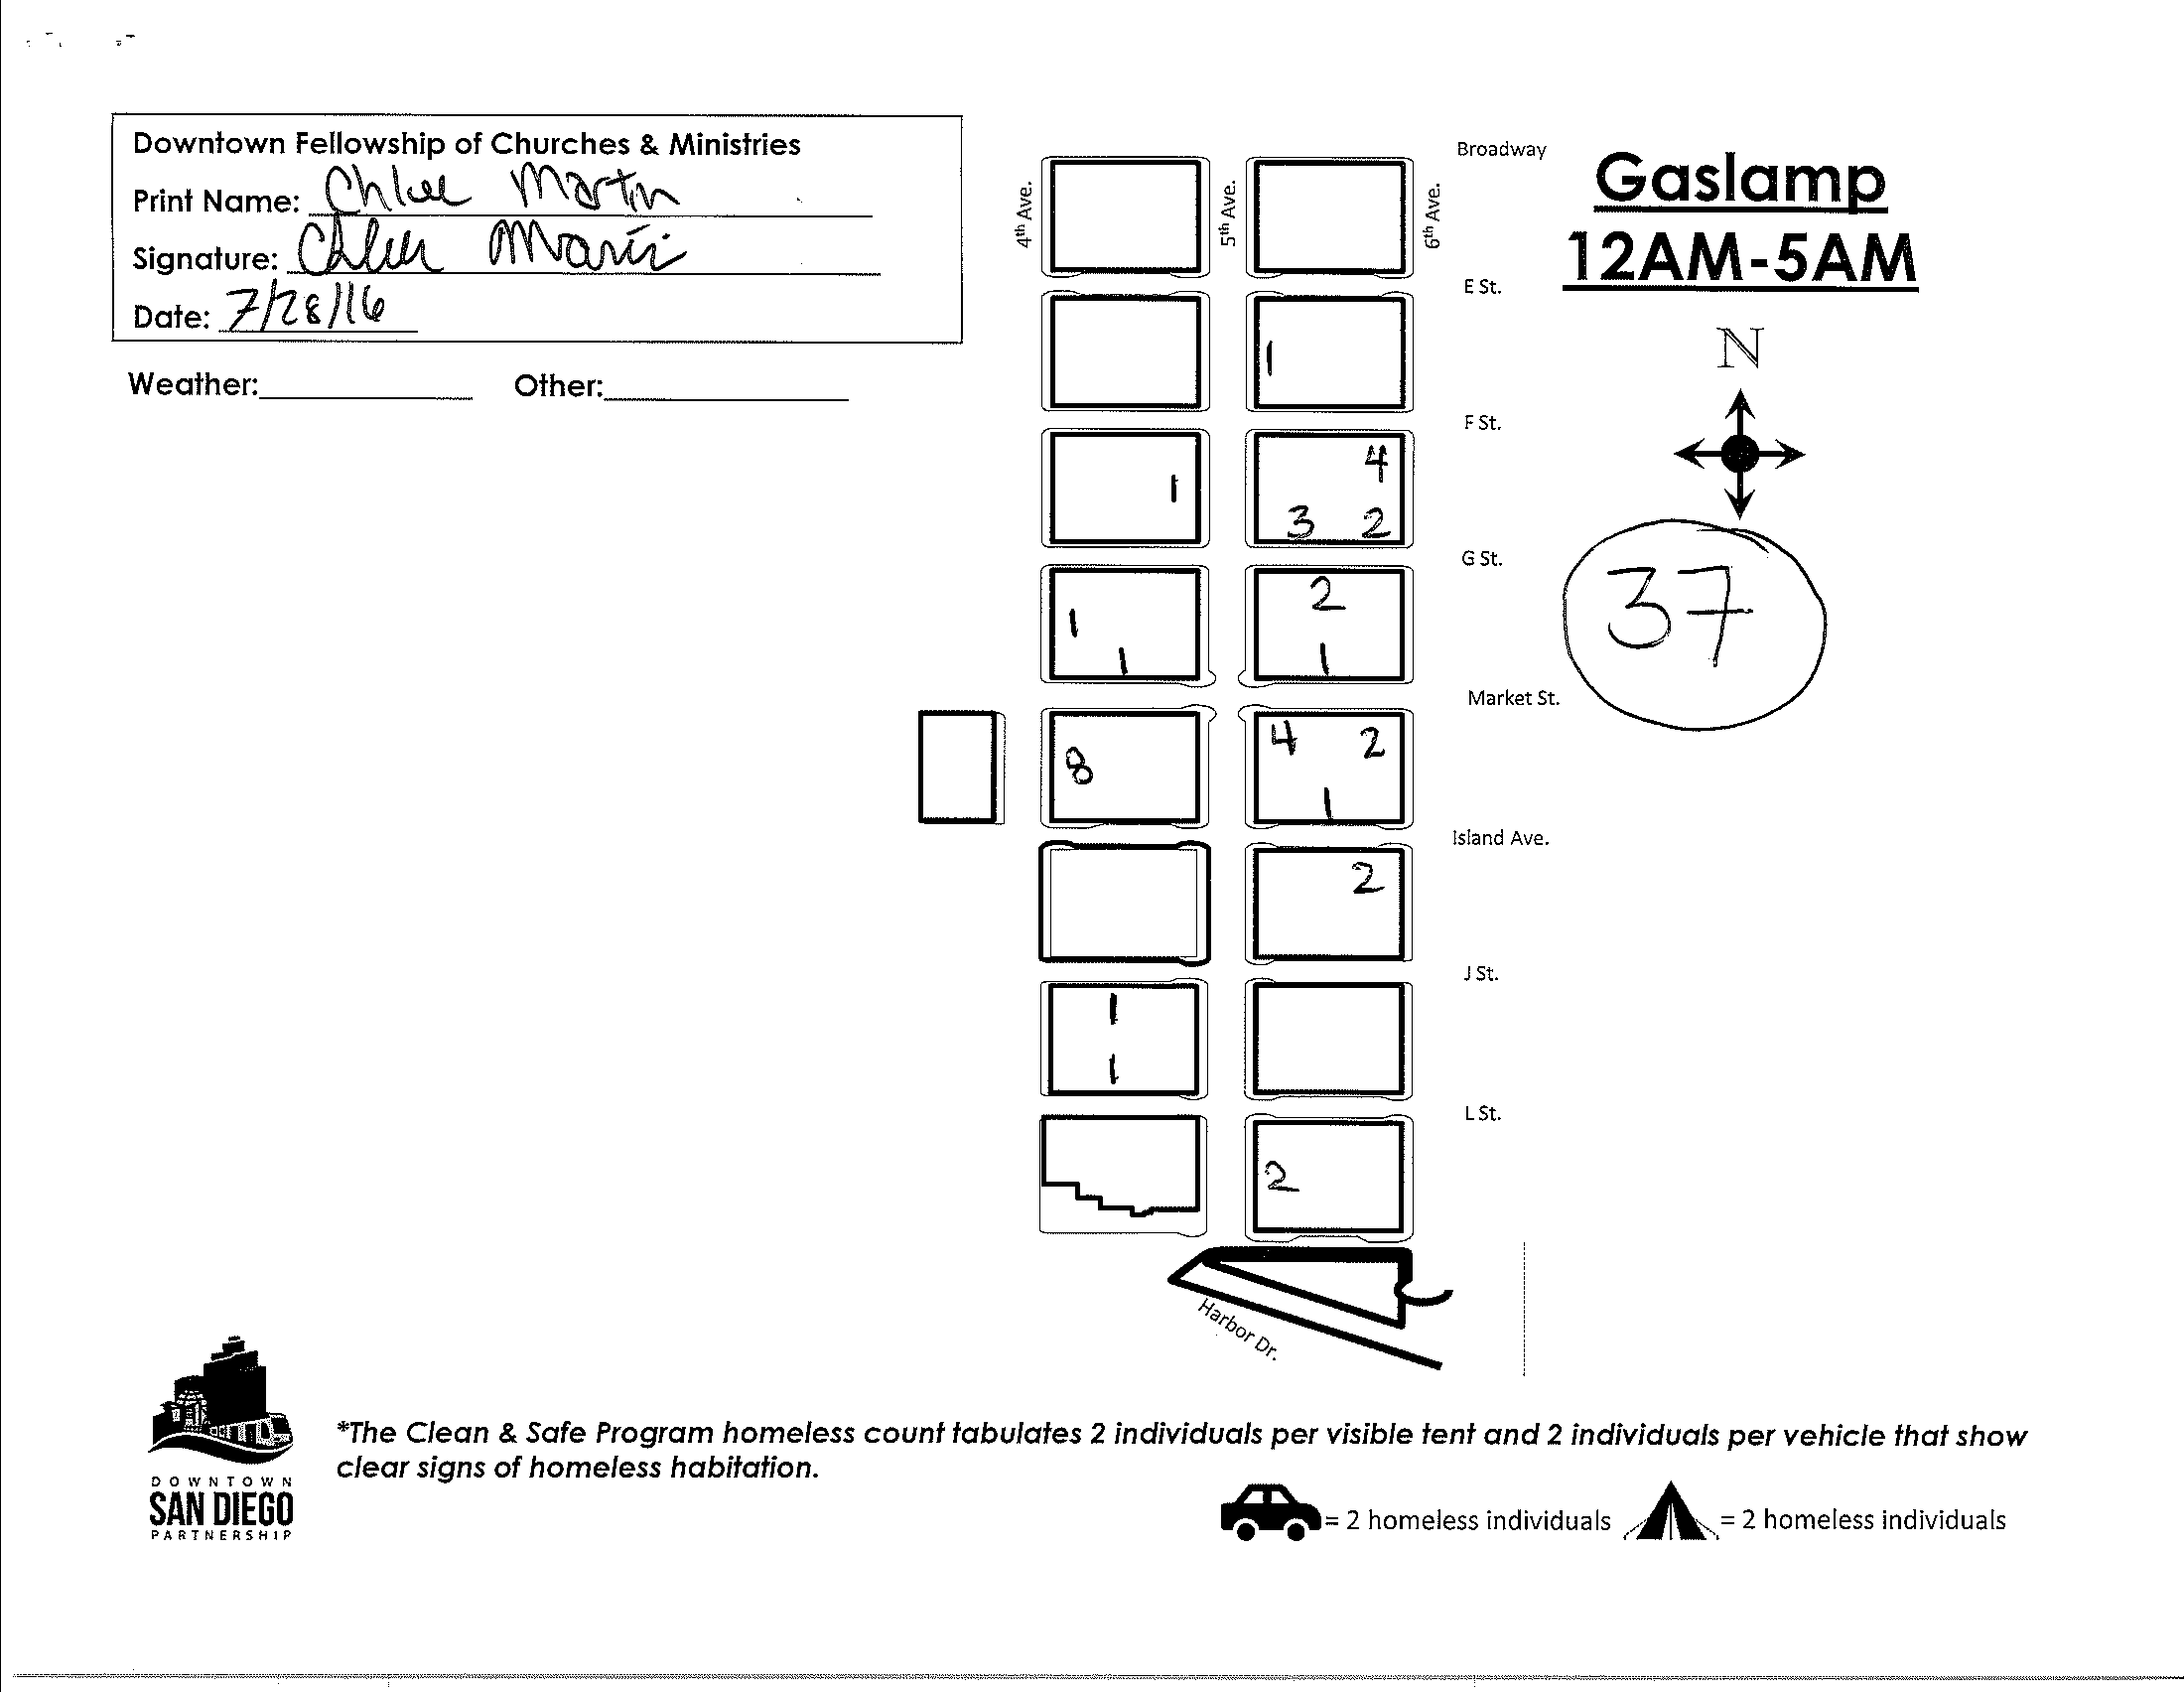 Downtown Fellowship of Churches & Ministries
Print Name: Chloe Martin
Signature: Chloe Martin
Date: 7/28/16
Weather: Other:
Gaslamp
12AM-5AM
N
37
4th Ave.
5th Ave.
6th Ave.
Broadway
E St.
1
F St.
4
1
3 2
G St.
2
1
1 1
Market St.
4 2
8
1
Island Ave.
2
J St.
1
1
L St.
2
Harbor Dr.
*The Clean & Safe Program homeless count tabulates 2 individuals per visible tent and 2 individuals per vehicle that show
clear signs of homeless habitation.
= 2 homeless individuals = 2 homeless individuals
DOWNTOWN
SAN DIEGO
PARTNERSHIP